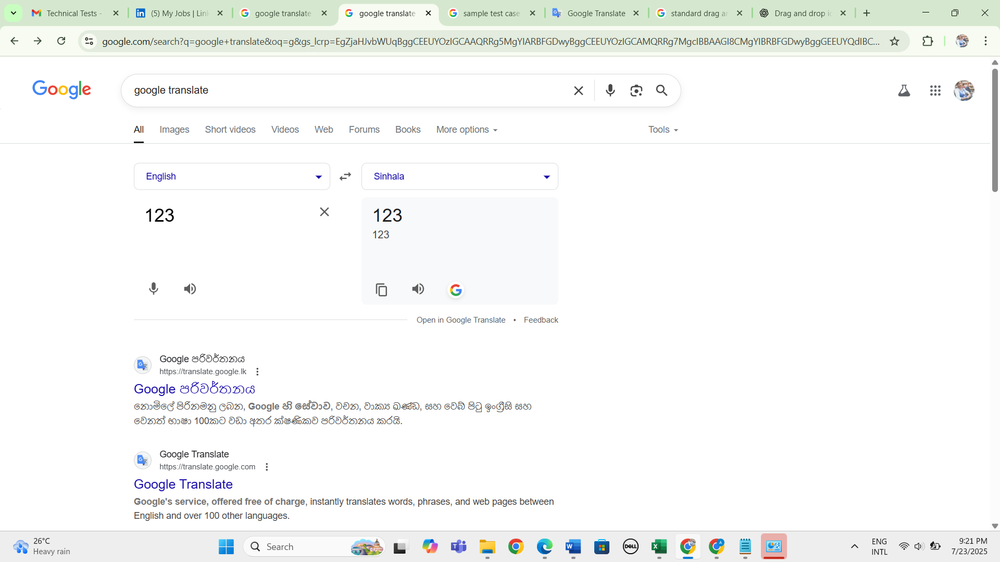 Technical Tests -
(5) My Jobs | Link
google translate
google translate
sample test case
Google Translate
standard drag an
Drag and drop ic
google.com/search?q=google+translate&oq=g&gs_lcrp=EgZjaHJvbWUqBggCEEUYOzIGCAAQRRg5MgYIARBFGDwyBggCEEUYOzIGCAMQRRg7MgcIBBAAGI8CMgYIBRBFGDwyBggGEEUYQdIBC...
Google
google translate
All
Images
Short videos
Videos
Web
Forums
Books
More options
Tools
English
Sinhala
123
123
123
Open in Google Translate • Feedback
Google පරිවර්තනය
https://translate.google.lk
Google පරිවර්තනය
නොමිලේ පිරිනමනු ලබන, Google හි සේවාව, වචන, වාක්‍ය ඛණ්ඩ, සහ වෙබ් පිටු ඉංග්‍රීසි සහ
වෙනත් භාෂා 100කට වඩා අතර ක්ෂණිකව පරිවර්තනය කරයි.
Google Translate
https://translate.google.com
Google Translate
Google's service, offered free of charge, instantly translates words, phrases, and web pages between
English and over 100 other languages.
26°C
Heavy rain
Search
DELL
ENG
INTL
9:21 PM
7/23/2025